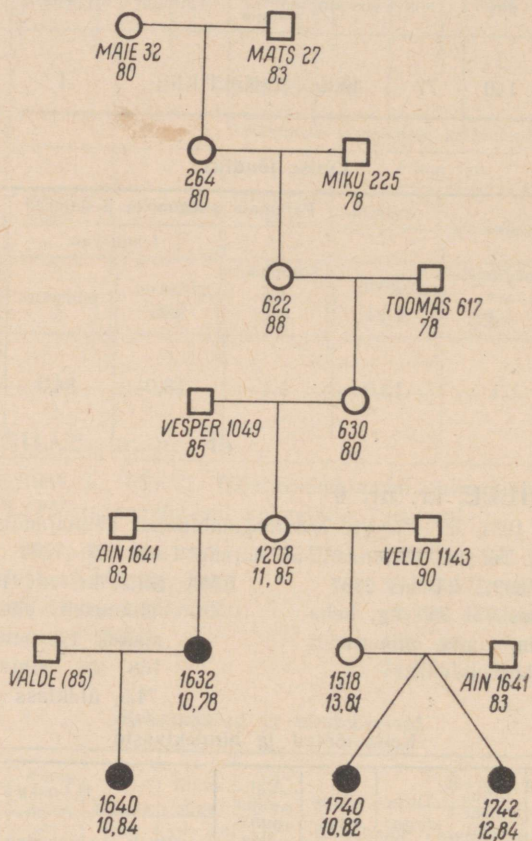 MAIE 32
80
MATS 27
83
264
80
MIKU 225
78
622
88
TOOMAS 617
78
VESPER 1049
85
630
80
AIN 1641
83
1208
11,85
VELLO 1143
90
VALDE (85)
1632
10,78
1518
13,81
AIN 1641
83
1640
10,84
1740
10,82
1742
12,84